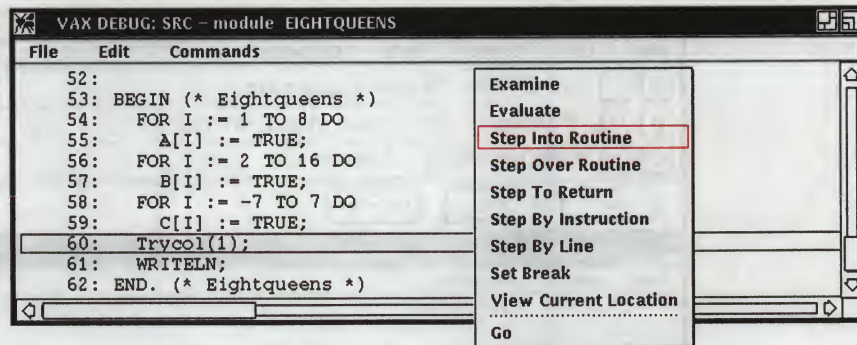 VAX DEBUG: SRC – module EIGHTQUEENS
File Edit Commands
52:
53: BEGIN (* Eightqueens *)
54: FOR I := 1 TO 8 DO
55: A[I] := TRUE;
56: FOR I := 2 TO 16 DO
57: B[I] := TRUE;
58: FOR I := -7 TO 7 DO
59: C[I] := TRUE;
60: Trycol(1);
61: WRITELN;
62: END. (* Eightqueens *)
Examine
Evaluate
Step Into Routine
Step Over Routine
Step To Return
Step By Instruction
Step By Line
Set Break
View Current Location
Go